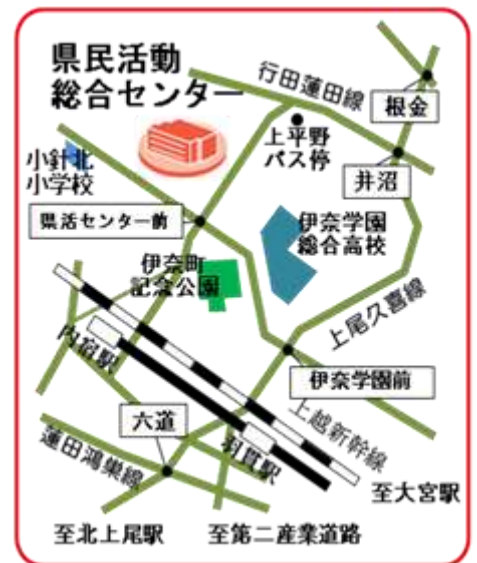 県民活動
総合センター
行田蓮田線
根金
上平野
バス停
井沼
小針北
小学校
県活センター前
伊奈学園
総合高校
伊奈町
記念公園
上尾久喜線
内宿駅
伊奈学園前
六道
上越新幹線
羽貫駅
蓮田鴻巣線
至大宮駅
至北上尾駅
至第二産業道路